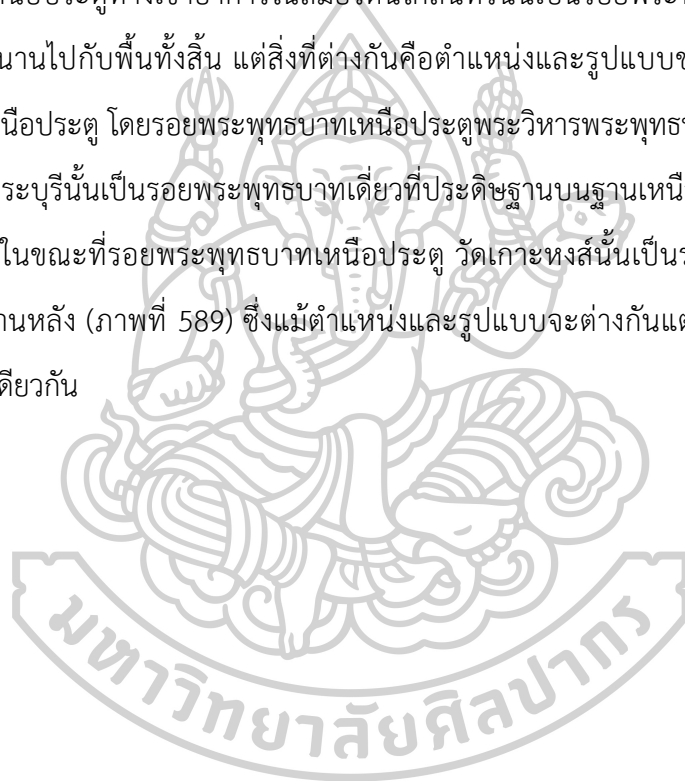 นานไปกับพื้นทั้งสิ้น แต่สิ่งที่ต่างกันคือตำแหน่งและรูปแบบข
นือประตู โดยรอยพระพุทธบาทเหนือประตูพระวิหารพระพุทธบ
ระบุรีนั้นเป็นรอยพระพุทธบาทเดี่ยวที่ประดิษฐานบนฐานเหนื
ในขณะที่รอยพระพุทธบาทเหนือประตู วัดเกาะหงส์นั้นเป็นร
านหลัง (ภาพที่ 589) ซึ่งแม้ตำแหน่งและรูปแบบจะต่างกันแต
ดียวกัน
มหาวิทยาลัยศิลปากร